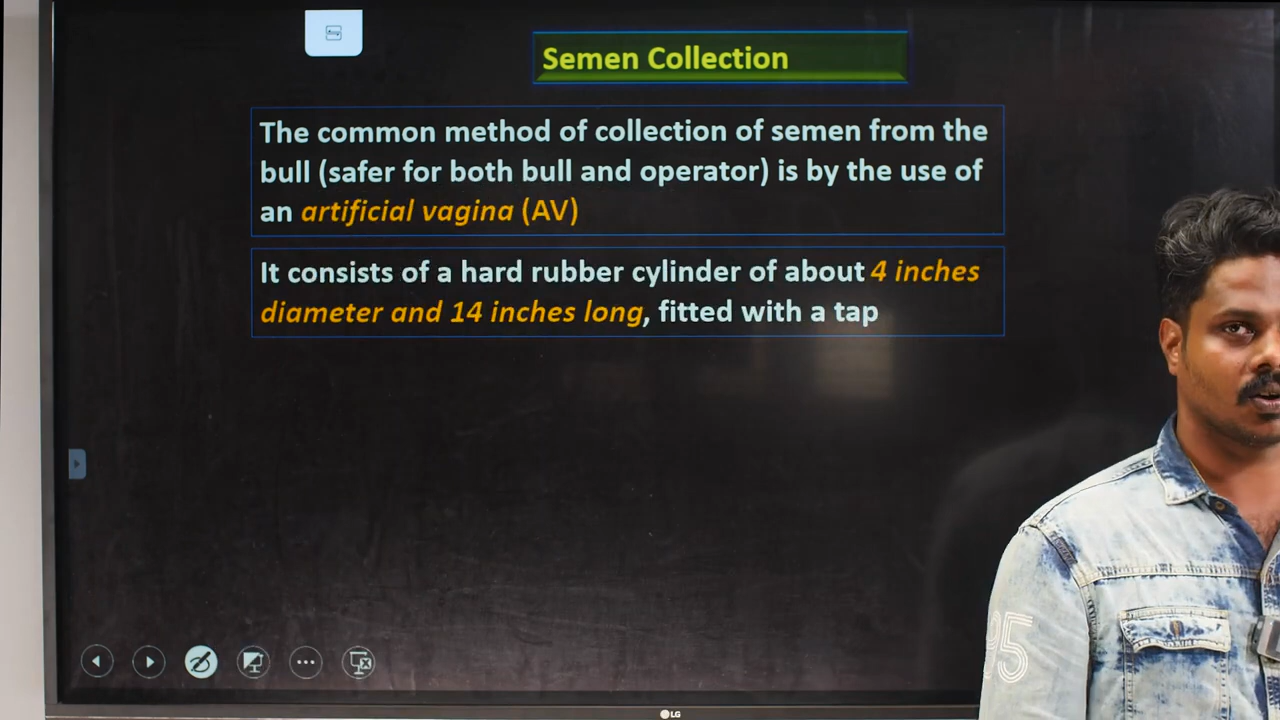 Semen Collection
The common method of collection of semen from the
bull (safer for both bull and operator) is by the use of
an artificial vagina (AV)
It consists of a hard rubber cylinder of about 4 inches
diameter and 14 inches long, fitted with a tap
95
LG